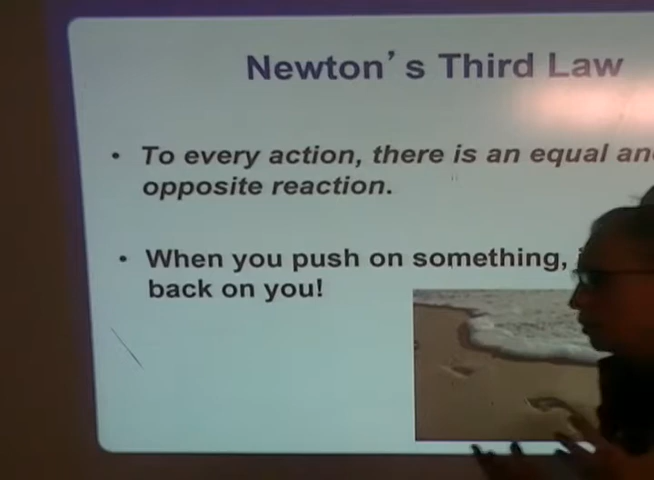 Newton's Third Law
• To every action, there is an equal
opposite reaction.
• When you push on something,
back on you!